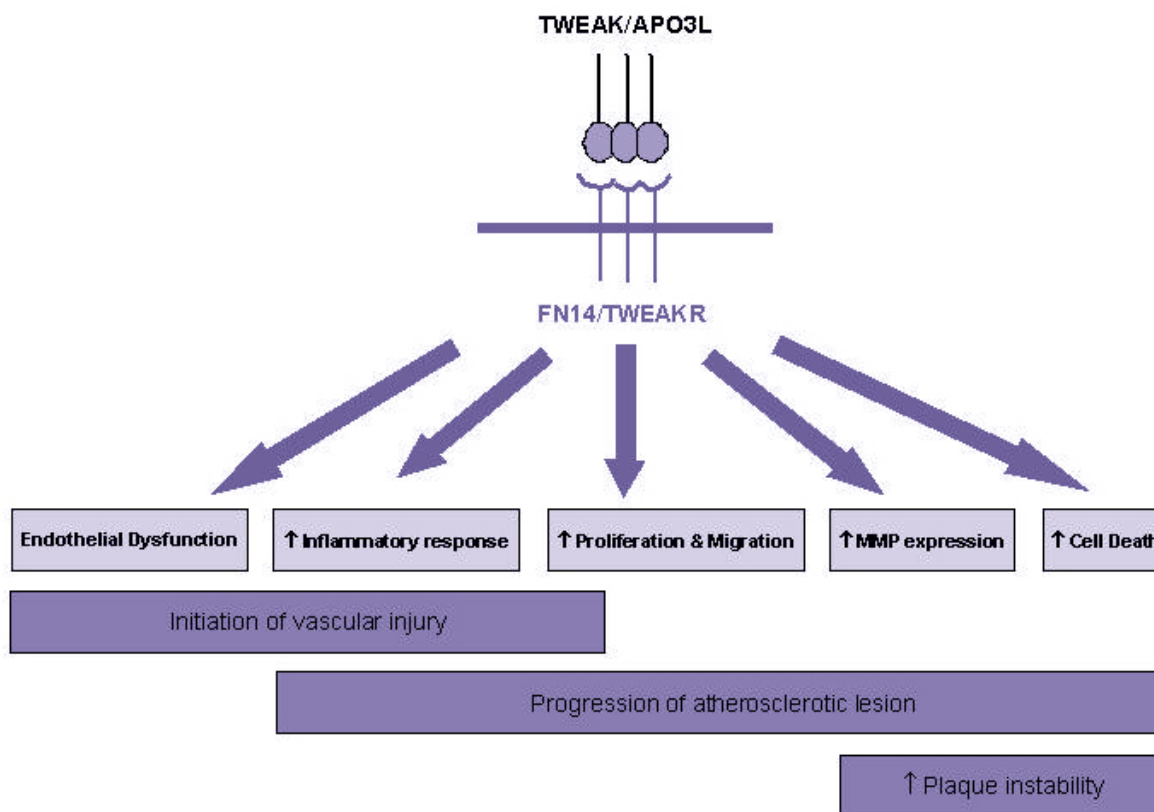 TWEAK/APO3L
FN14/TWEAKR
Endothelial Dysfunction
↑ Inflammatory response
↑ Proliferation & Migration
↑ MMP expression
↑ Cell Death
Initiation of vascular injury
Progression of atherosclerotic lesion
↑ Plaque instability